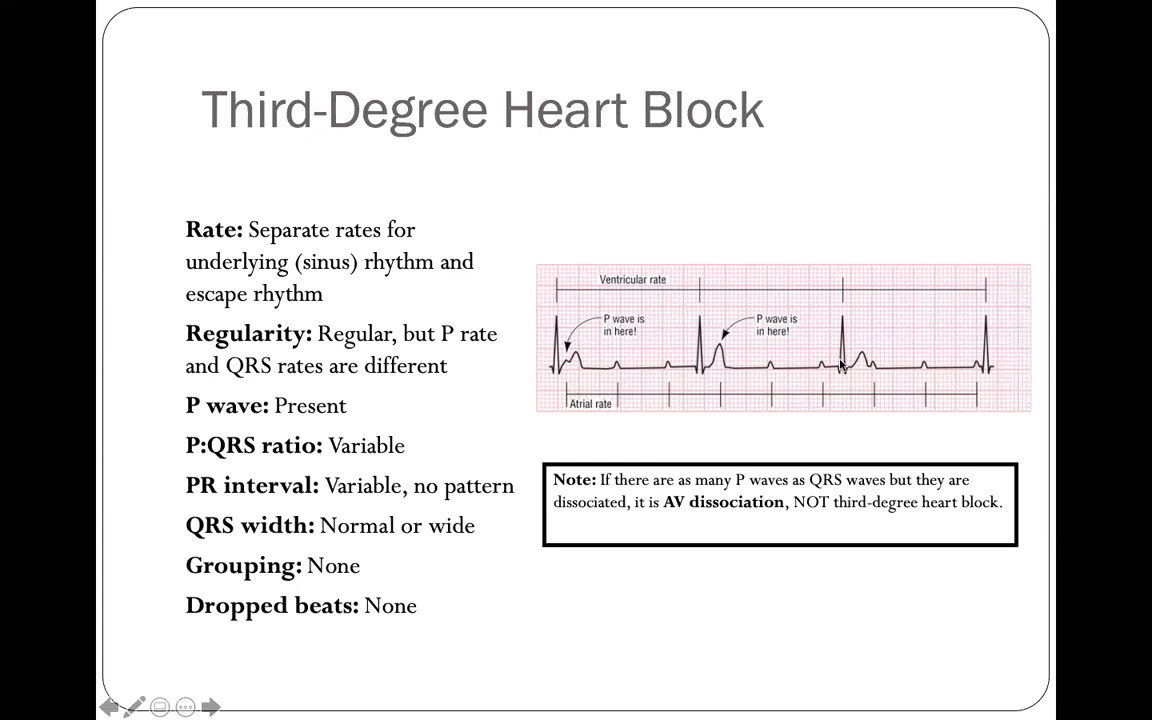 Third-Degree Heart Block
Rate: Separate rates for
underlying (sinus) rhythm and
escape rhythm
Regularity: Regular, but P rate
and QRS rates are different
P wave: Present
P:QRS ratio: Variable
PR interval: Variable, no pattern
QRS width: Normal or wide
Grouping: None
Dropped beats: None
Ventricular rate
P wave is
in here!
P wave is
in here!
Atrial rate
Note: If there are as many P waves as QRS waves but they are
dissociated, it is AV dissociation, NOT third-degree heart block.